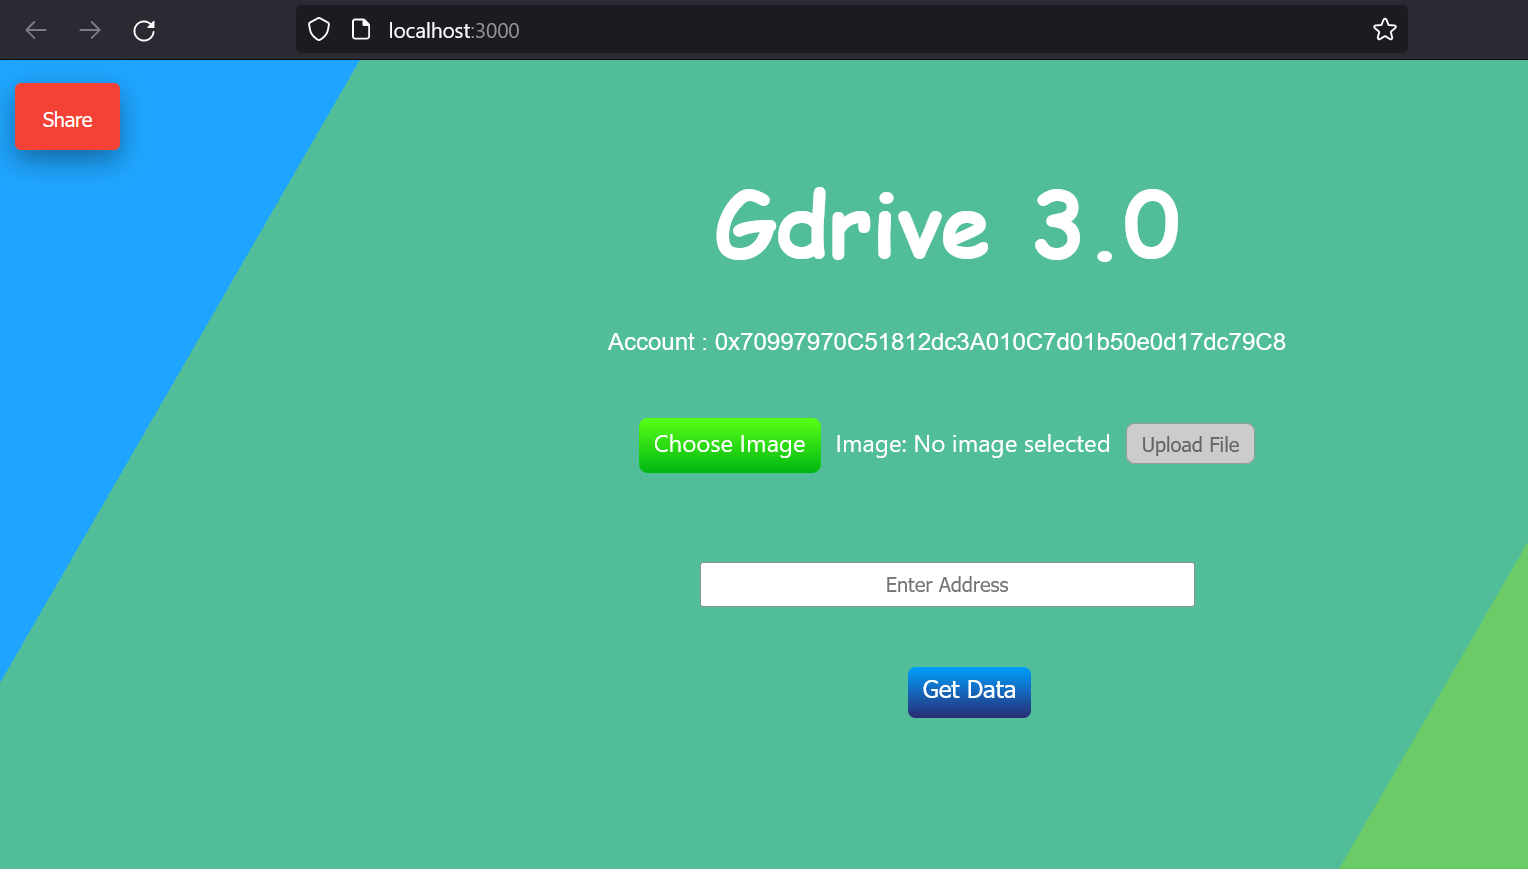 localhost:3000
Share
Gdrive 3.0
Account : 0x70997970C51812dc3A010C7d01b50e0d17dc79C8
Choose Image Image: No image selected Upload File
Enter Address
Get Data